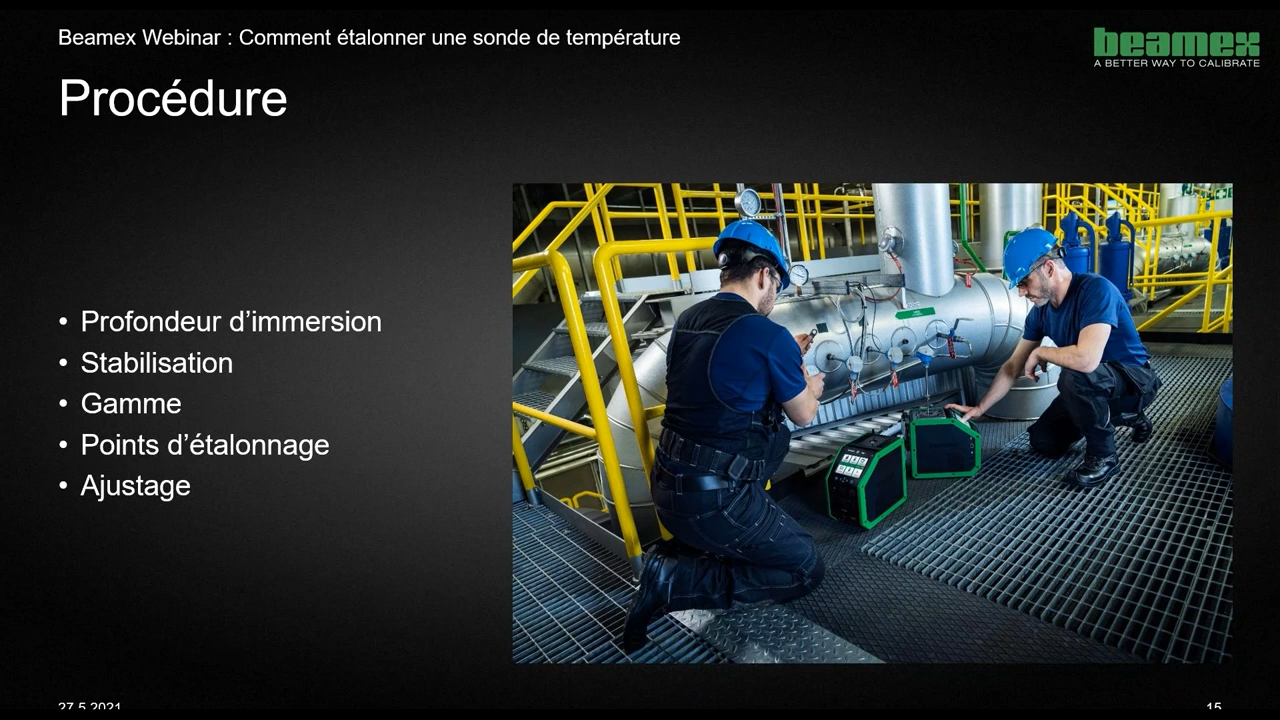 Beamex Webinar : Comment étalonner une sonde de température
beamex
A BETTER WAY TO CALIBRATE
Procédure
• Profondeur d’immersion
• Stabilisation
• Gamme
• Points d’étalonnage
• Ajustage
27.5.2021
15